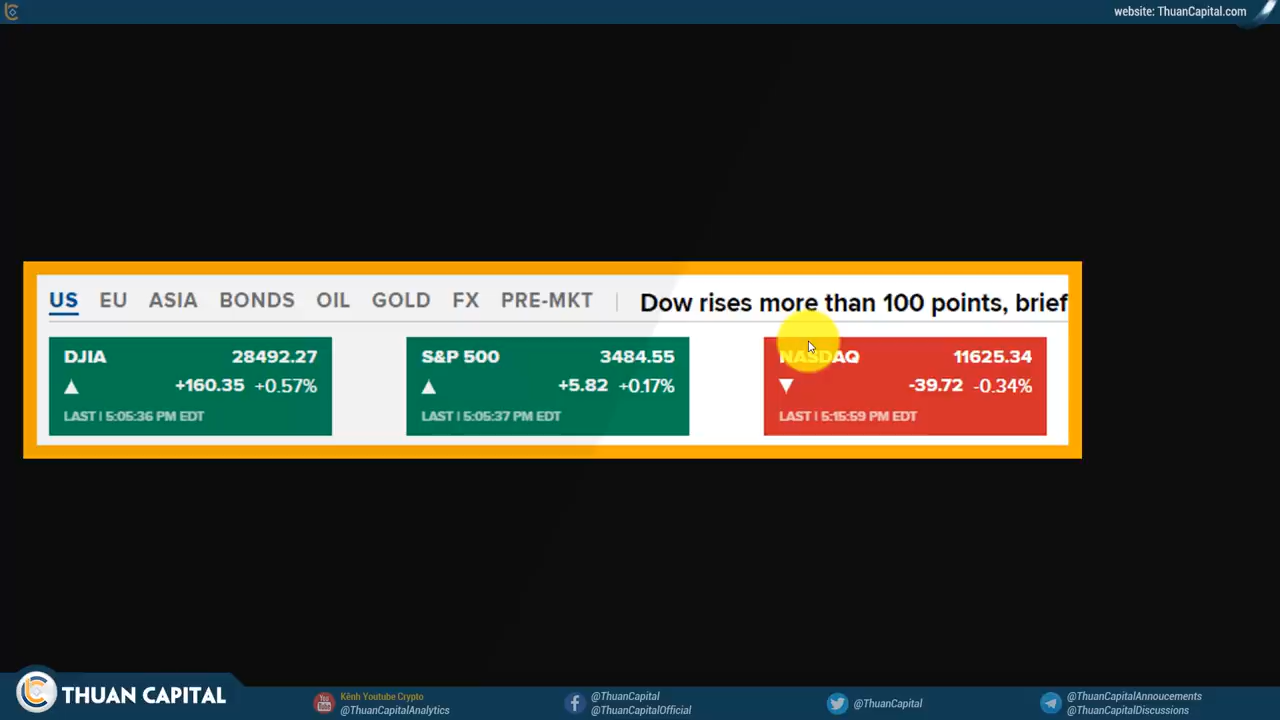 website: ThuanCapital.com
US EU ASIA BONDS OIL GOLD FX PRE-MKT | Dow rises more than 100 points, brief
DJIA 28492.27
▲ +160.35 +0.57%
LAST | 5:05:36 PM EDT
S&P 500 3484.55
▲ +5.82 +0.17%
LAST | 5:05:37 PM EDT
NASDAQ 11625.34
▼ -39.72 -0.34%
LAST | 5:15:59 PM EDT
THUAN CAPITAL
Kênh Youtube Crypto
@ThuanCapitalAnalytics
@ThuanCapital
@ThuanCapitalOfficial
@ThuanCapital
@ThuanCapitalAnnoucements
@ThuanCapitalDiscussions